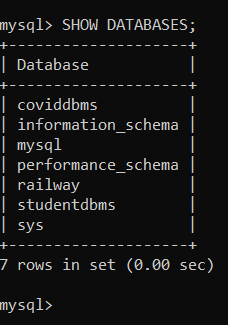 mysql> SHOW DATABASES;
+--------------------+
| Database           |
+--------------------+
| coviddbms          |
| information_schema |
| mysql              |
| performance_schema |
| railway            |
| studentdbms        |
| sys                |
+--------------------+
7 rows in set (0.00 sec)
mysql>